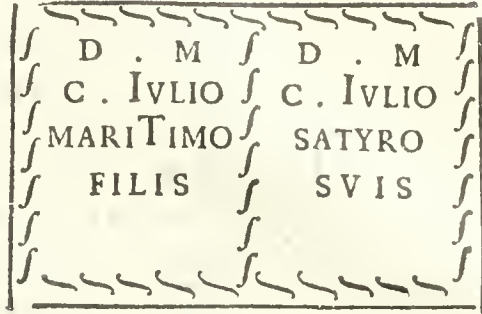 D . M
C . IVLIO
MARITIMO
FILIS
D . M
C . IVLIO
SATYRO
SVIS